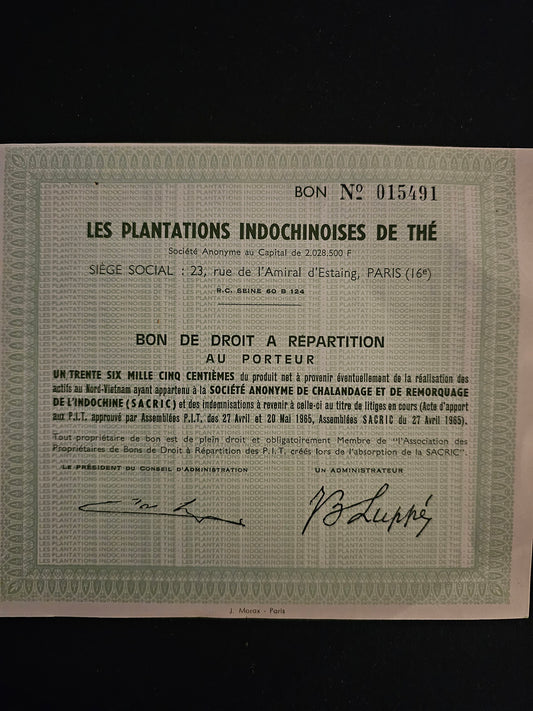 BON Nº 015491
LES PLANTATIONS INDOCHINOISES DE THÉ
Société Anonyme au Capital de 2.028.500 F
SIÈGE SOCIAL : 23, rue de l'Amiral d'Estaing, PARIS (16e)
R.C. SEINE 60 B 124
BON DE DROIT A RÉPARTITION
AU PORTEUR
UN TRENTE SIX MILLE CINQ CENTIÈMES du produit net à provenir éventuellement de la réalisation des
actifs au Nord-Vietnam ayant appartenu à la SOCIÉTÉ ANONYME DE CHALANDAGE ET DE REMORQUAGE
DE L'INDOCHINE (SACRIC) et des indemnisations à revenir à celle-ci au titre de litiges en cours (Acte d'apport
aux P.I.T. approuvé par Assemblées P.I.T. des 27 Avril et 20 Mai 1965, Assemblées SACRIC du 27 Avril 1965).
Tout propriétaire de bon est de plein droit et obligatoirement Membre de "l'Association des
Propriétaires de Bons de Droit à Répartition des P.I.T. créés lors de l'absorption de la SACRIC".
LE PRÉSIDENT DU CONSEIL D'ADMINISTRATION UN ADMINISTRATEUR
Luppé
J. Morax - Paris